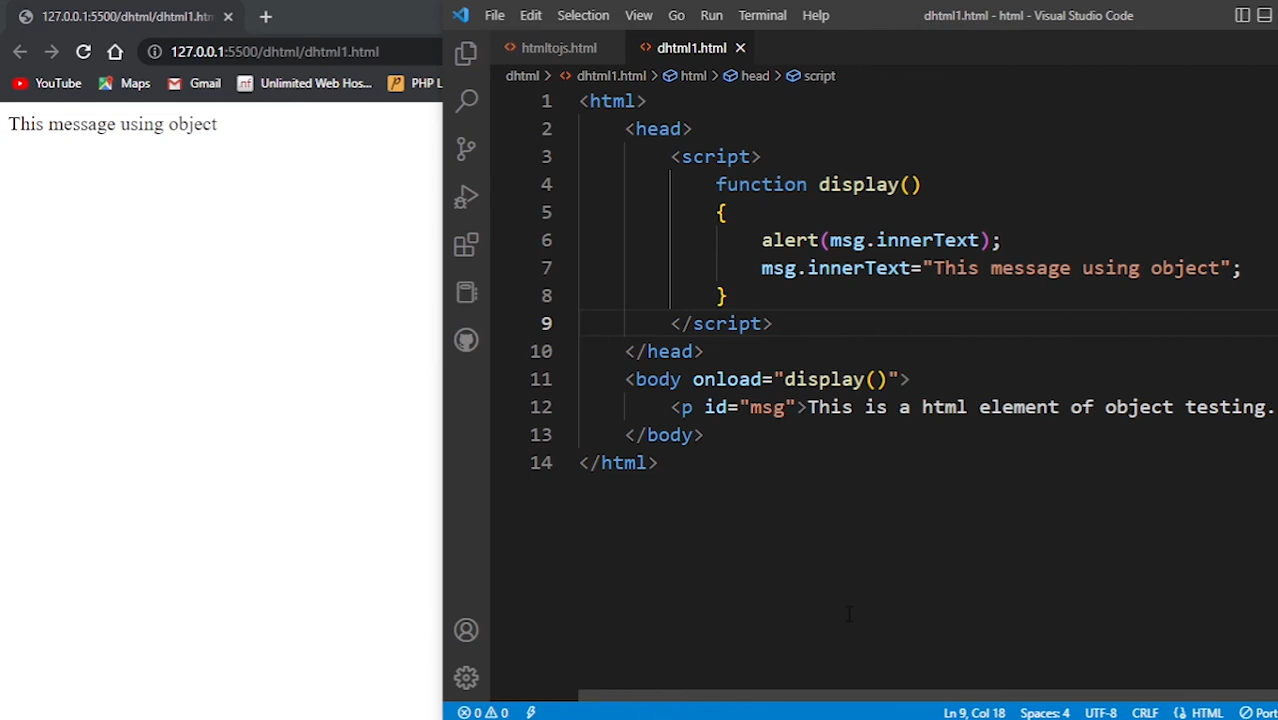 127.0.0.1:5500/dhtml/dhtml1.htm
127.0.0.1:5500/dhtml/dhtml1.html
YouTube Maps Gmail Unlimited Web Hos... PHP L
This message using object
File Edit Selection View Go Run Terminal Help dhtml1.html - html - Visual Studio Code
htmltojs.html dhtml1.html
dhtml > dhtml1.html > html > head > script
1 <html>
2 <head>
3 <script>
4 function display()
5 {
6 alert(msg.innerText);
7 msg.innerText="This message using object";
8 }
9 </script>
10 </head>
11 <body onload="display()">
12 <p id="msg">This is a html element of object testing.
13 </body>
14 </html>
0 0 Ln 9, Col 18 Spaces: 4 UTF-8 CRLF HTML Port